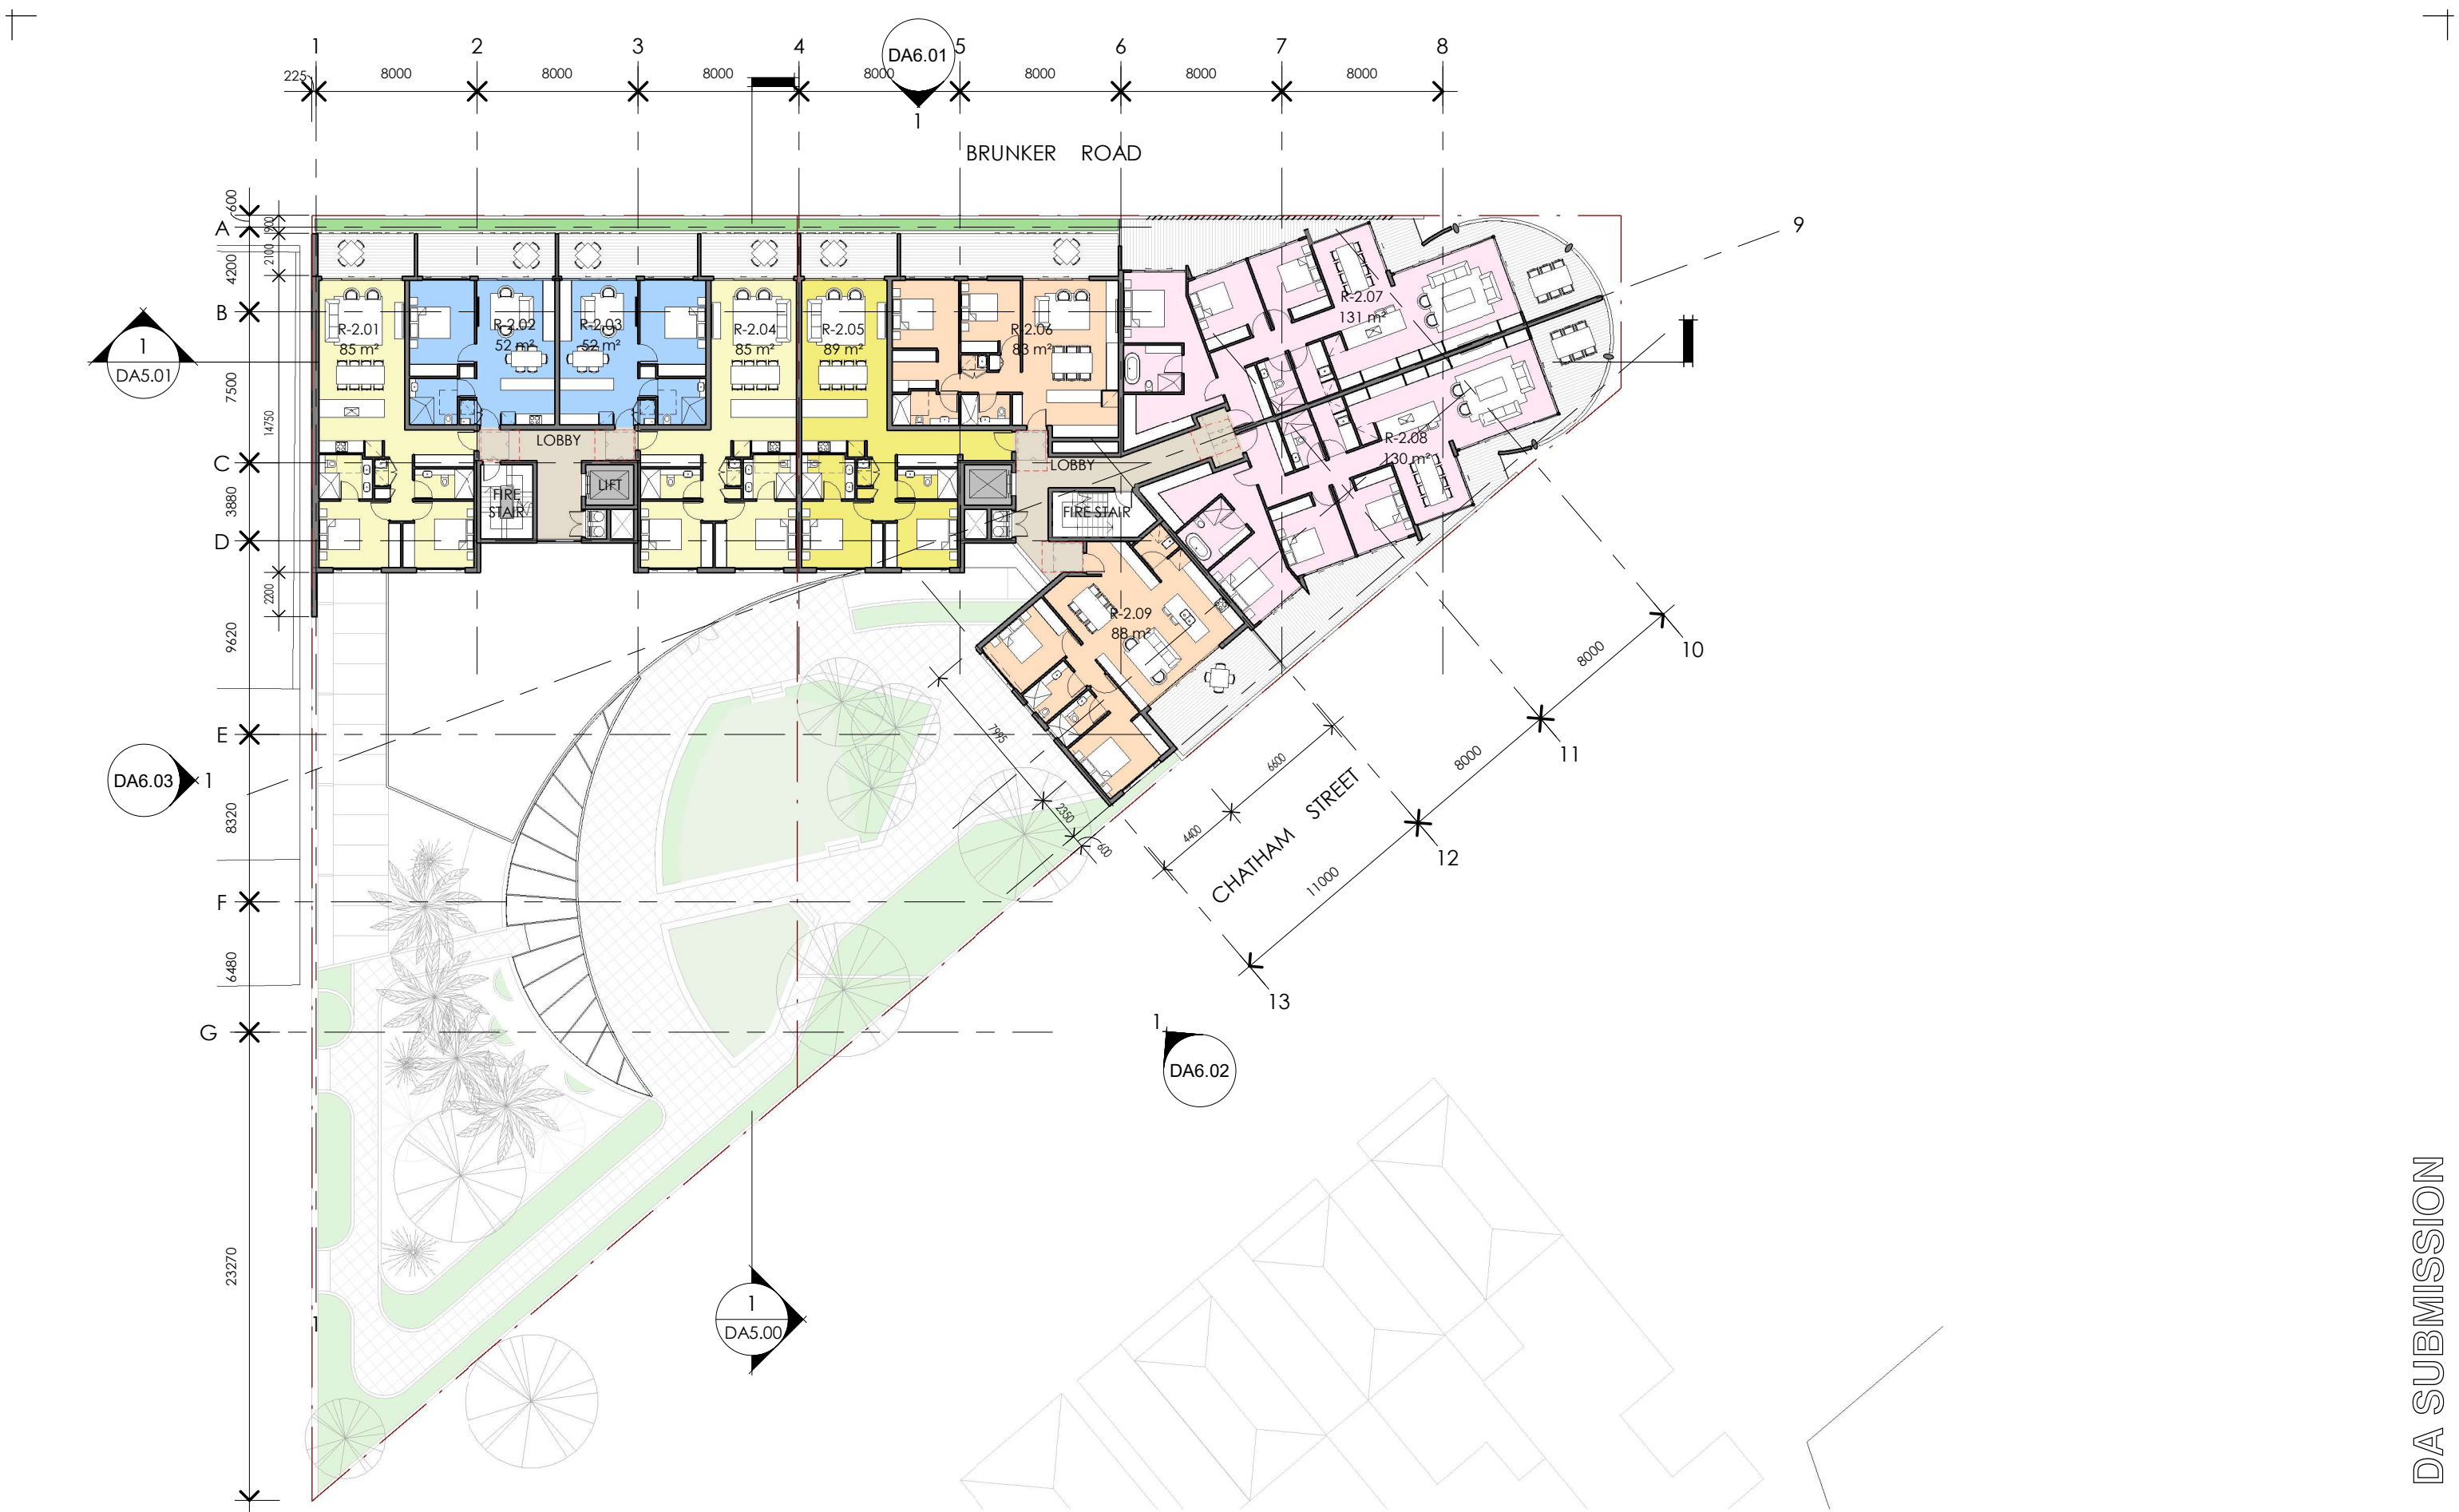 1
2
3
4
5
6
7
8
DA6.01
1
225
8000
8000
8000
8000
8000
8000
8000
BRUNKER ROAD
9
600
A
900
2100
4200
B
7500
14750
C
3880
D
2200
9620
E
8320
F
6480
G
23270
1
DA5.01
DA6.03
1
R-2.01
85 m²
R-2.02
52 m²
R-2.03
52 m²
R-2.04
85 m²
R-2.05
89 m²
R-2.06
83 m²
R-2.07
131 m²
R-2.08
130 m²
R-2.09
88 m²
LOBBY
LIFT
FIRE
STAIR
LOBBY
FIRE STAIR
7995
2350
600
6600
4400
CHATHAM STREET
8000
8000
11000
10
11
12
13
1
DA6.02
1
1
DA5.00
DA SUBMISSION